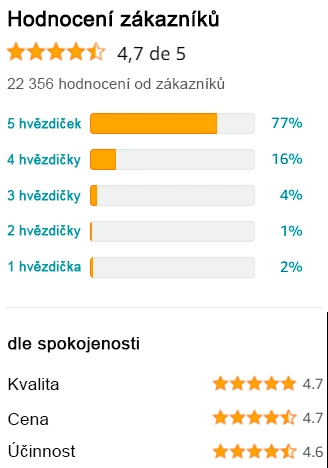 Hodnocení zákazníků
4,7 de 5
22 356 hodnocení od zákazníků
5 hvězdiček 77%
4 hvězdičky 16%
3 hvězdičky 4%
2 hvězdičky 1%
1 hvězdička 2%
dle spokojenosti
Kvalita 4.7
Cena 4.7
Účinnost 4.6